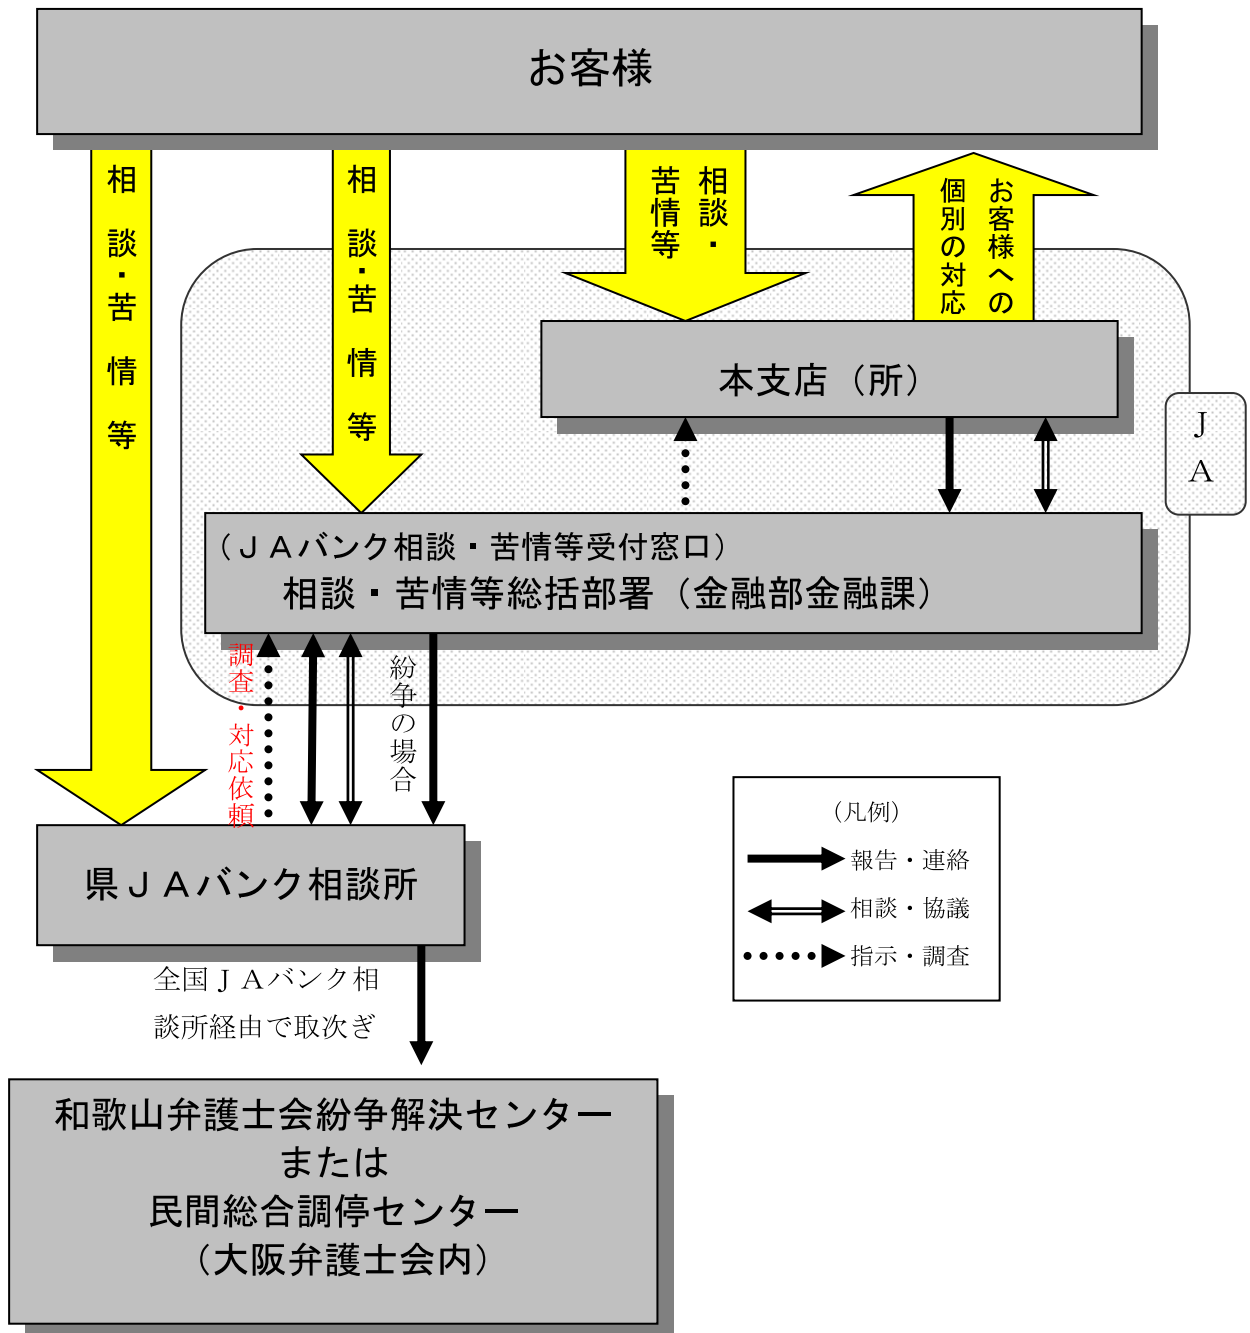 お客様
相談・苦情等
相談・苦情等
相談・
苦情等
お客様への
個別の対応
本支店（所）
ＪＡ
（ＪＡバンク相談・苦情等受付窓口）
相談・苦情等総括部署（金融部金融課）
調査・対応依頼
紛争の場合
県ＪＡバンク相談所
（凡例）
報告・連絡
相談・協議
指示・調査
全国ＪＡバンク相
談所経由で取次ぎ
和歌山弁護士会紛争解決センター
または
民間総合調停センター
（大阪弁護士会内）